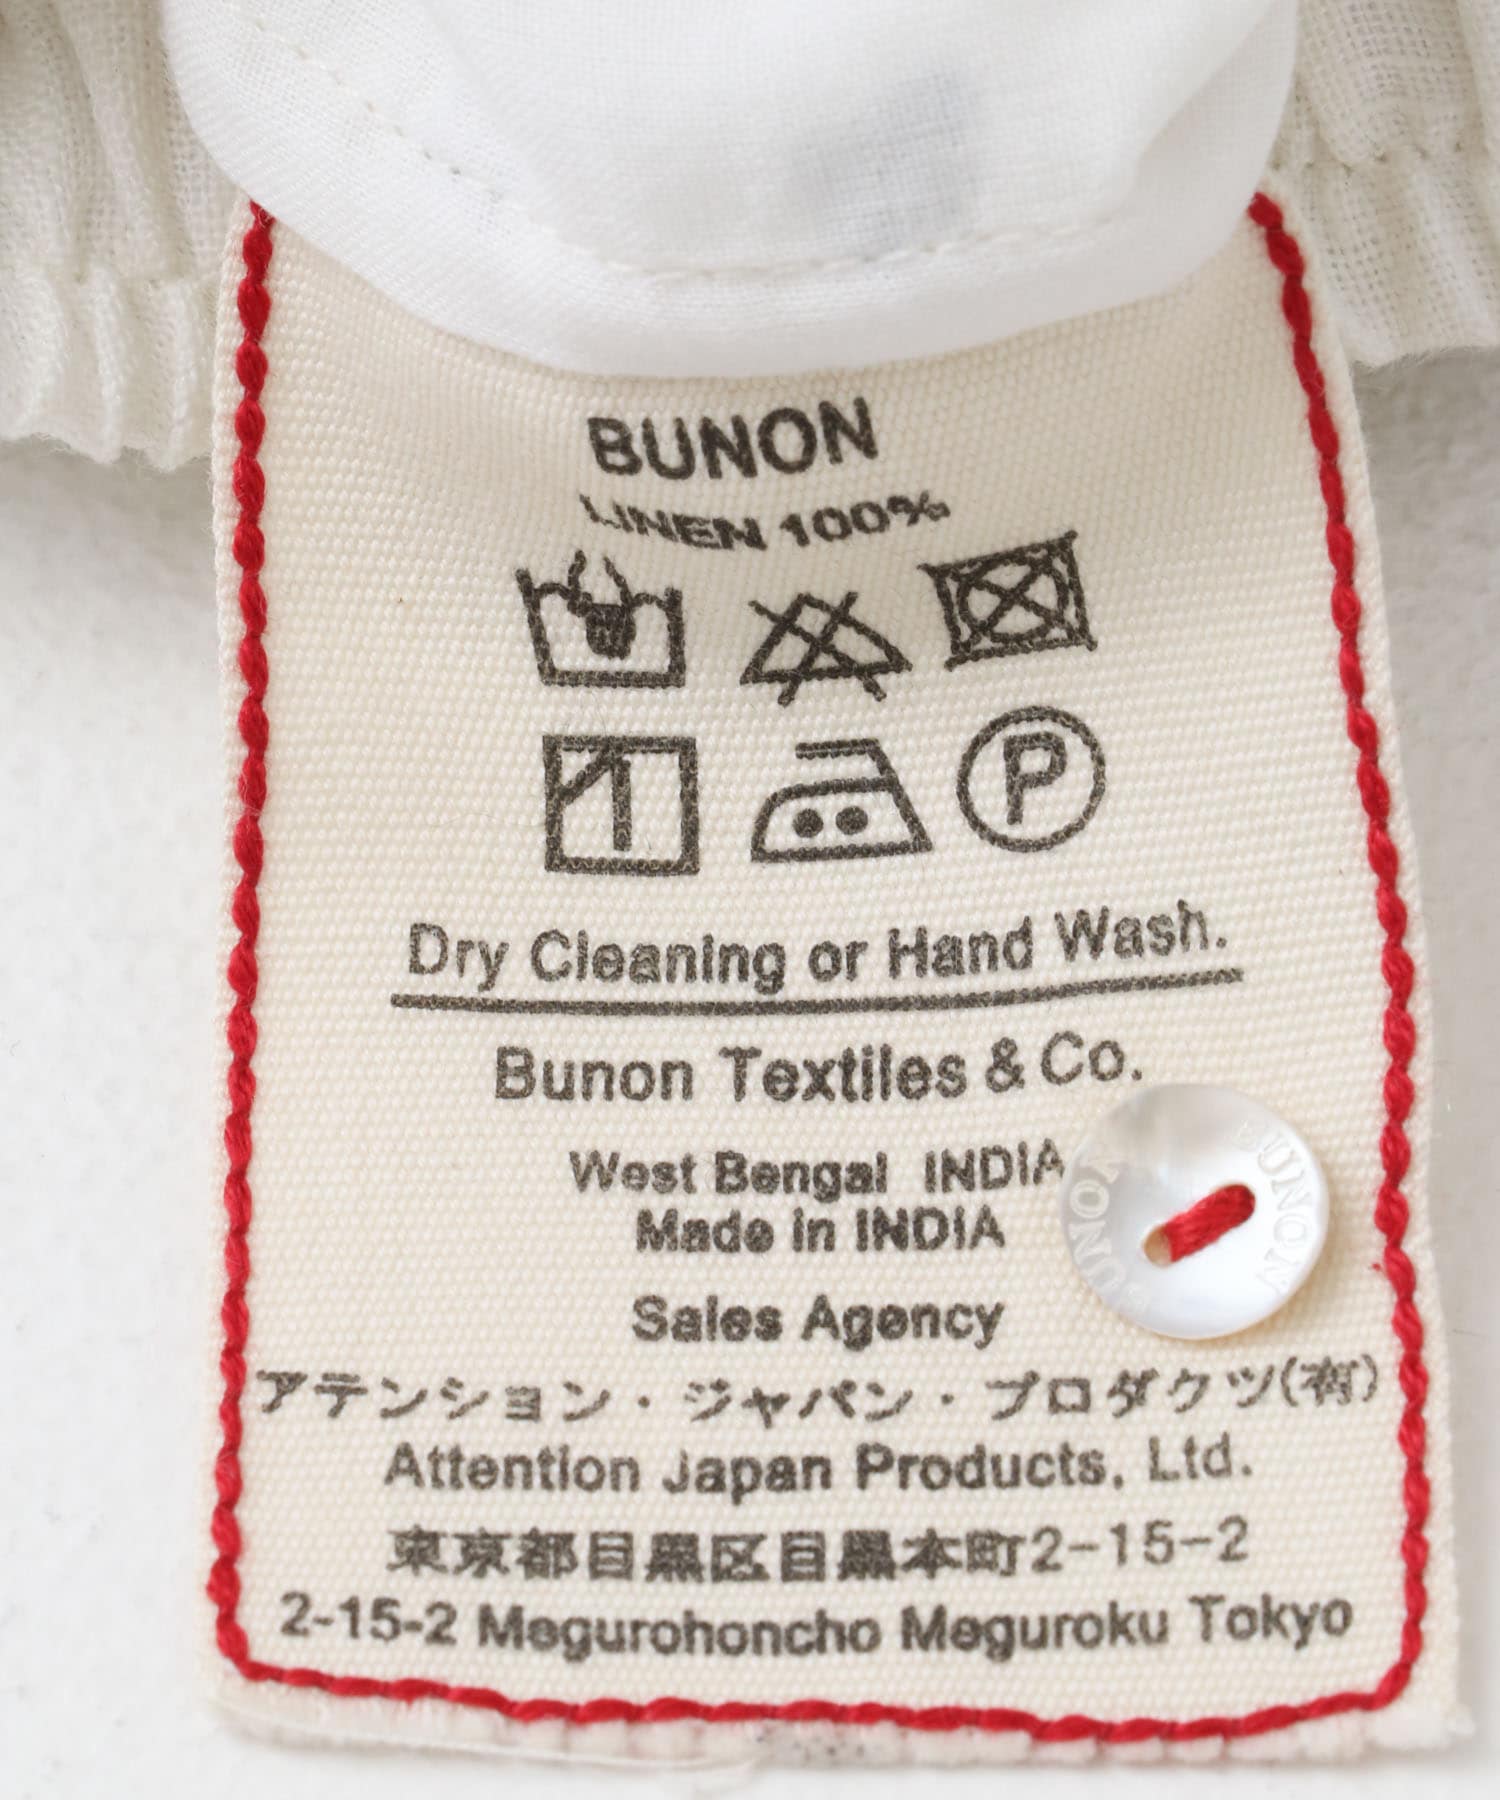 BUNON
LINEN 100%
P
Dry Cleaning or Hand Wash.
Bunon Textiles & Co.
West Bengal INDIA
Made in INDIA
BUNON
BUNON
Sales Agency
アテンション・ジャパン・プロダクツ(有)
Attention Japan Products, Ltd.
東京都目黒区目黒本町2-15-2
2-15-2 Megurohoncho Meguroku Tokyo